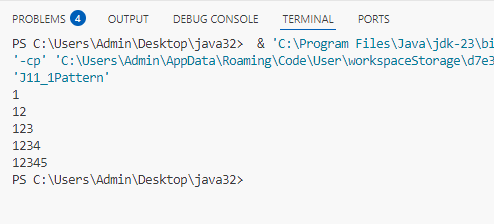 PROBLEMS 4 OUTPUT DEBUG CONSOLE TERMINAL PORTS
PS C:\Users\Admin\Desktop\java32>  & 'C:\Program Files\Java\jdk-23\bi
'-cp' 'C:\Users\Admin\AppData\Roaming\Code\User\workspaceStorage\d7e3
'J11_1Pattern'
1
12
123
1234
12345
PS C:\Users\Admin\Desktop\java32>